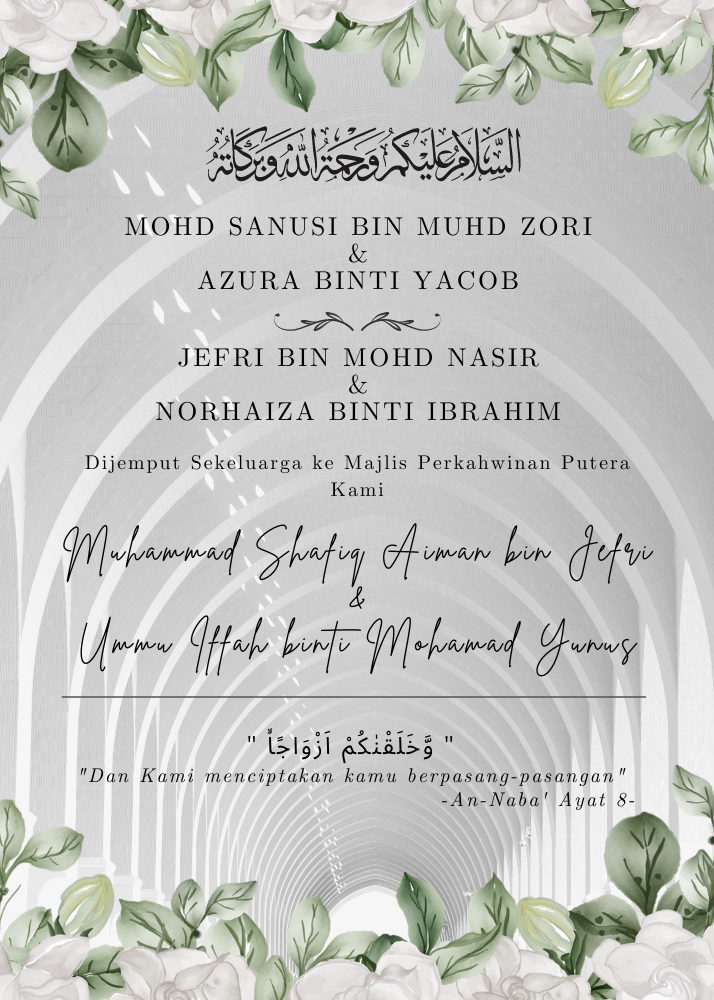 السلام عليكم ورحمة الله وبركاته
MOHD SANUSI BIN MUHD ZORI
&
AZURA BINTI YACOB
JEFRI BIN MOHD NASIR
&
NORHAIZA BINTI IBRAHIM
Dijemput Sekeluarga ke Majlis Perkahwinan Putera
Kami
Muhammad Shafiq Aiman bin Jefri
&
Ummu Iffah binti Mohamad Yunus
" وَّخَلَقْنٰكُمْ اَزْوَاجًاۙ "
"Dan Kami menciptakan kamu berpasang-pasangan"
-An-Naba' Ayat 8-